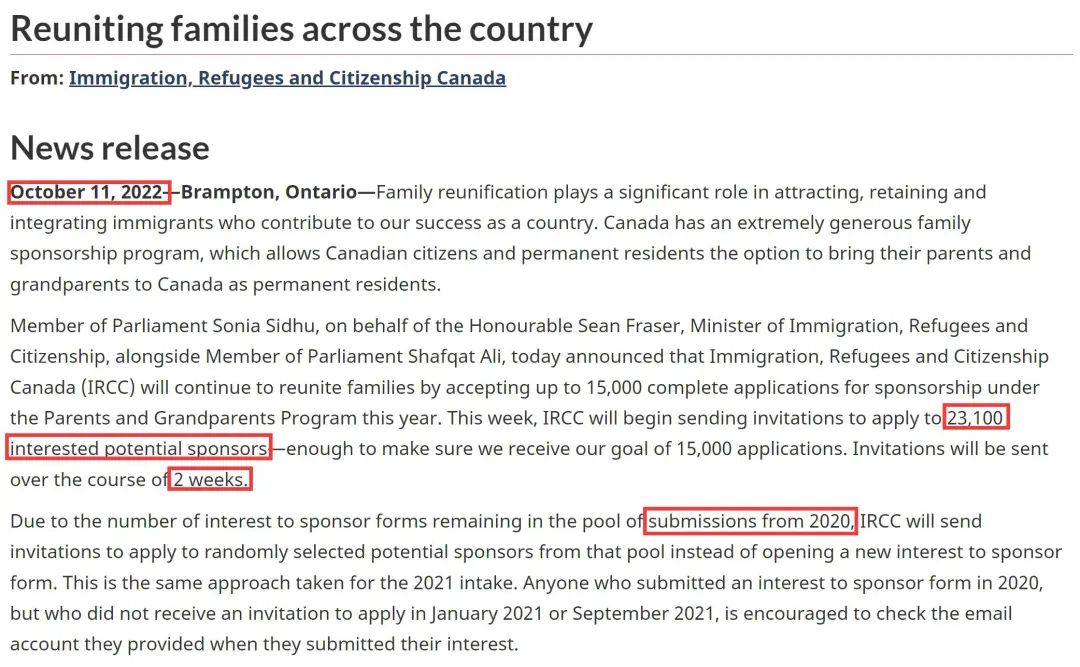 Reuniting families across the country
From: Immigration, Refugees and Citizenship Canada
News release
October 11, 2022—Brampton, Ontario—Family reunification plays a significant role in attracting, retaining and
integrating immigrants who contribute to our success as a country. Canada has an extremely generous family
sponsorship program, which allows Canadian citizens and permanent residents the option to bring their parents and
grandparents to Canada as permanent residents.
Member of Parliament Sonia Sidhu, on behalf of the Honourable Sean Fraser, Minister of Immigration, Refugees and
Citizenship, alongside Member of Parliament Shafqat Ali, today announced that Immigration, Refugees and Citizenship
Canada (IRCC) will continue to reunite families by accepting up to 15,000 complete applications for sponsorship under
the Parents and Grandparents Program this year. This week, IRCC will begin sending invitations to apply to 23,100
interested potential sponsors—enough to make sure we receive our goal of 15,000 applications. Invitations will be sent
over the course of 2 weeks.
Due to the number of interest to sponsor forms remaining in the pool of submissions from 2020, IRCC will send
invitations to apply to randomly selected potential sponsors from that pool instead of opening a new interest to sponsor
form. This is the same approach taken for the 2021 intake. Anyone who submitted an interest to sponsor form in 2020,
but who did not receive an invitation to apply in January 2021 or September 2021, is encouraged to check the email
account they provided when they submitted their interest.